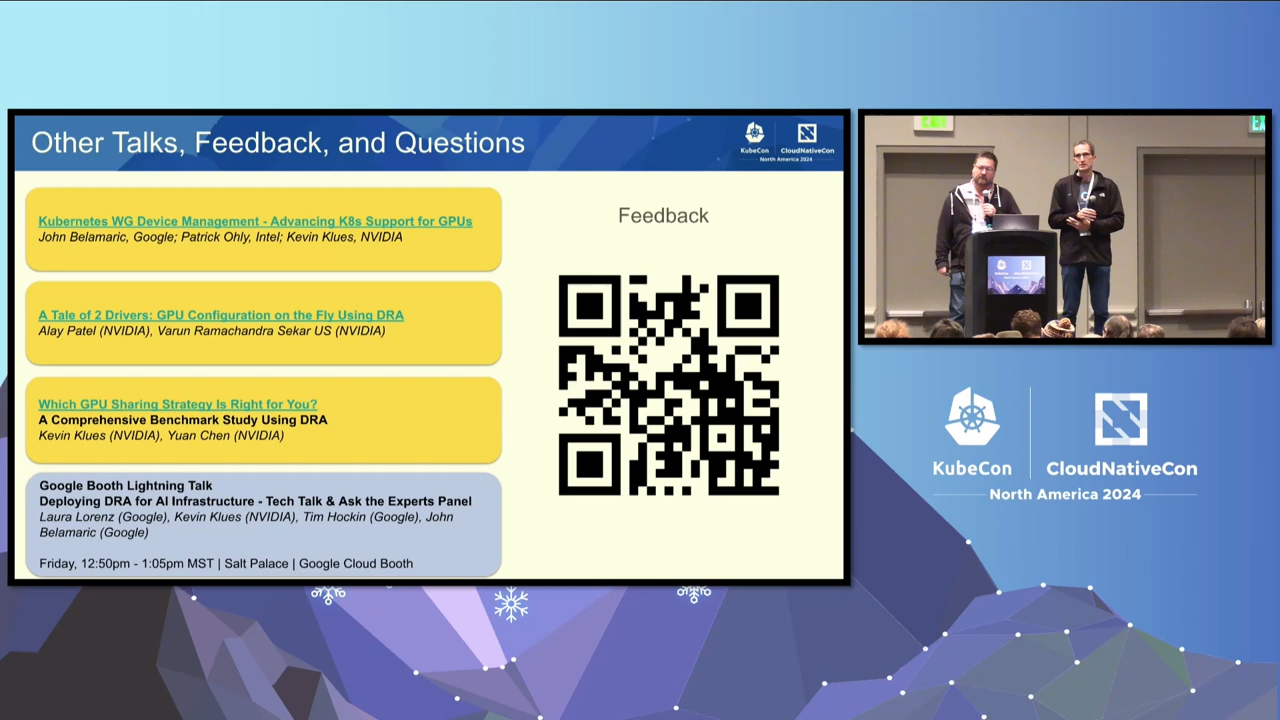 Other Talks, Feedback, and Questions
KubeCon
CloudNativeCon
North America 2024
Kubernetes WG Device Management - Advancing K8s Support for GPUs
John Belamaric, Google; Patrick Ohly, Intel; Kevin Klues, NVIDIA
A Tale of 2 Drivers: GPU Configuration on the Fly Using DRA
Alay Patel (NVIDIA), Varun Ramachandra Sekar US (NVIDIA)
Which GPU Sharing Strategy Is Right for You?
A Comprehensive Benchmark Study Using DRA
Kevin Klues (NVIDIA), Yuan Chen (NVIDIA)
Google Booth Lightning Talk
Deploying DRA for AI Infrastructure - Tech Talk & Ask the Experts Panel
Laura Lorenz (Google), Kevin Klues (NVIDIA), Tim Hockin (Google), John
Belamaric (Google)
Friday, 12:50pm - 1:05pm MST | Salt Palace | Google Cloud Booth
Feedback
KubeCon
CloudNativeCon
North America 2024